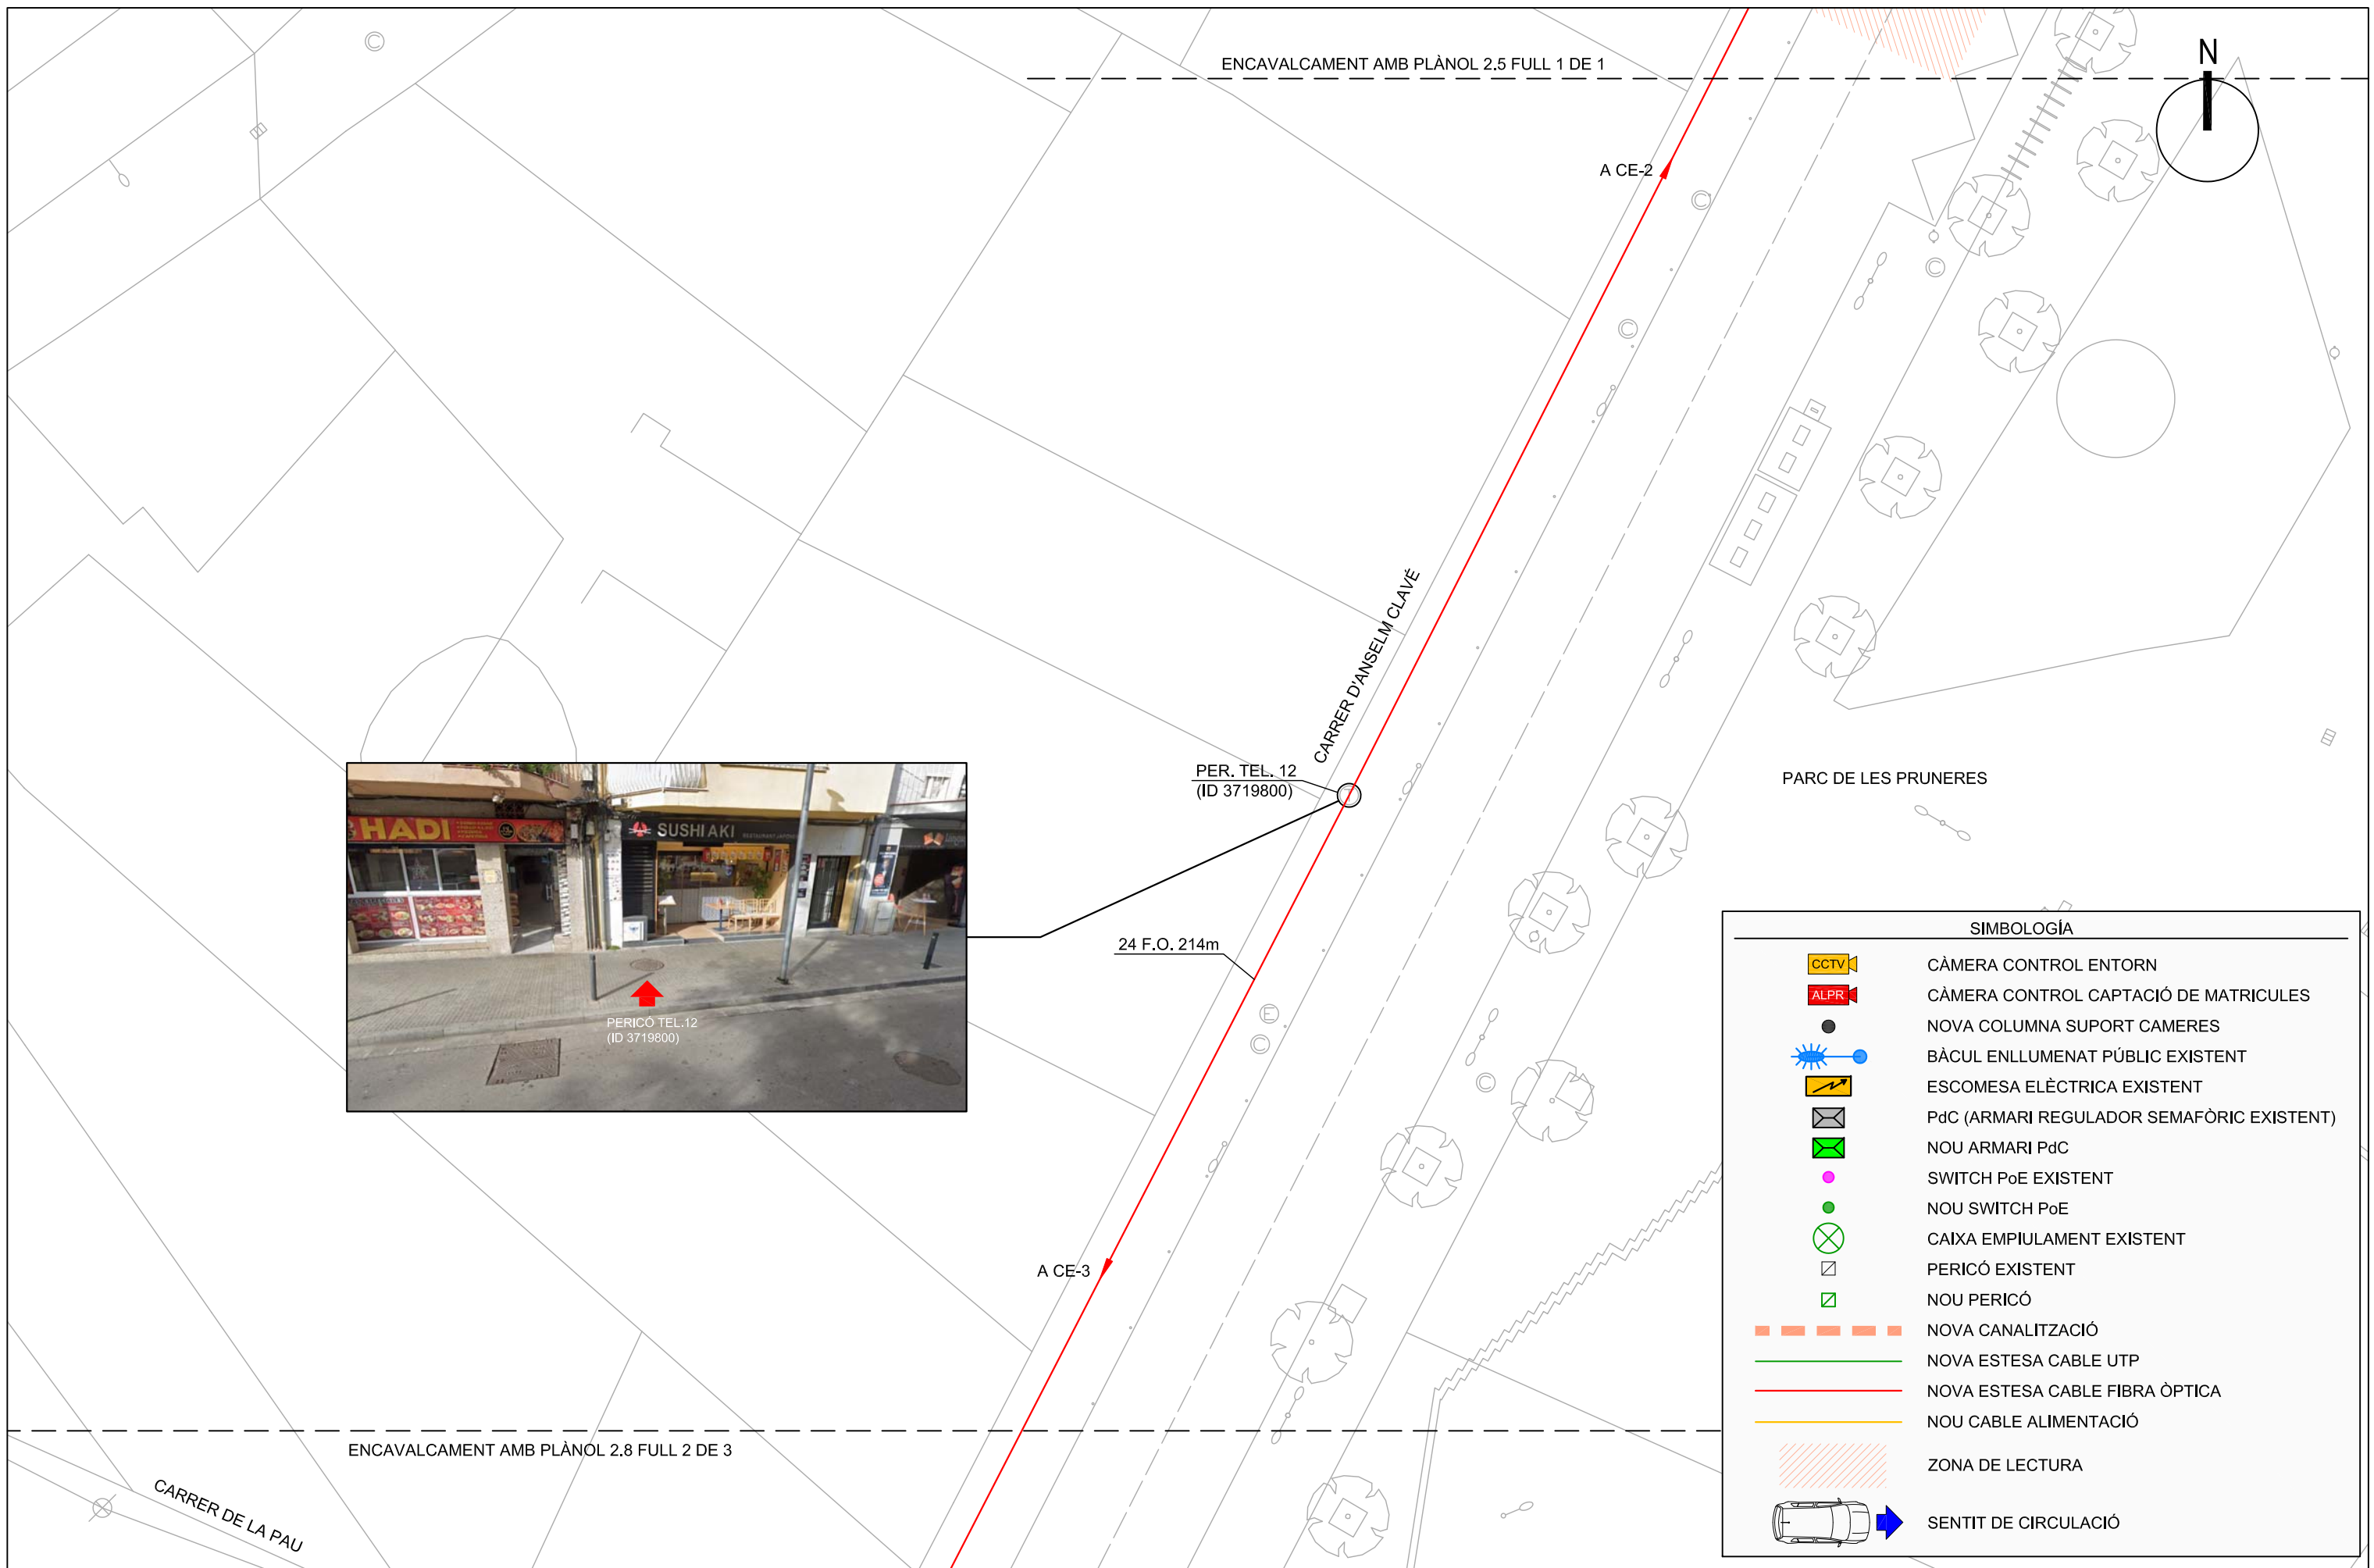 ENCAVALCAMENT AMB PLÀNOL 2.5 FULL 1 DE 1
N
A CE-2
CARRER D'ANSELM CLAVÉ
PER. TEL. 12
(ID 3719800)
PARC DE LES PRUNERES
HADI
SUSHI AKI
RESTAURANT JAPONÈS
PERICÓ TEL.12
(ID 3719800)
24 F.O. 214m
E
C
C
C
C
C
C
A CE-3
ENCAVALCAMENT AMB PLÀNOL 2.8 FULL 2 DE 3
CARRER DE LA PAU
SIMBOLOGÍA
CCTV CÀMERA CONTROL ENTORN
ALPR CÀMERA CONTROL CAPTACIÓ DE MATRICULES
NOVA COLUMNA SUPORT CAMERES
BÀCUL ENLLUMENAT PÚBLIC EXISTENT
ESCOMESA ELÈCTRICA EXISTENT
PdC (ARMARI REGULADOR SEMAFÒRIC EXISTENT)
NOU ARMARI PdC
SWITCH PoE EXISTENT
NOU SWITCH PoE
CAIXA EMPIULAMENT EXISTENT
PERICÓ EXISTENT
NOU PERICÓ
NOVA CANALITZACIÓ
NOVA ESTESA CABLE UTP
NOVA ESTESA CABLE FIBRA ÒPTICA
NOU CABLE ALIMENTACIÓ
ZONA DE LECTURA
SENTIT DE CIRCULACIÓ